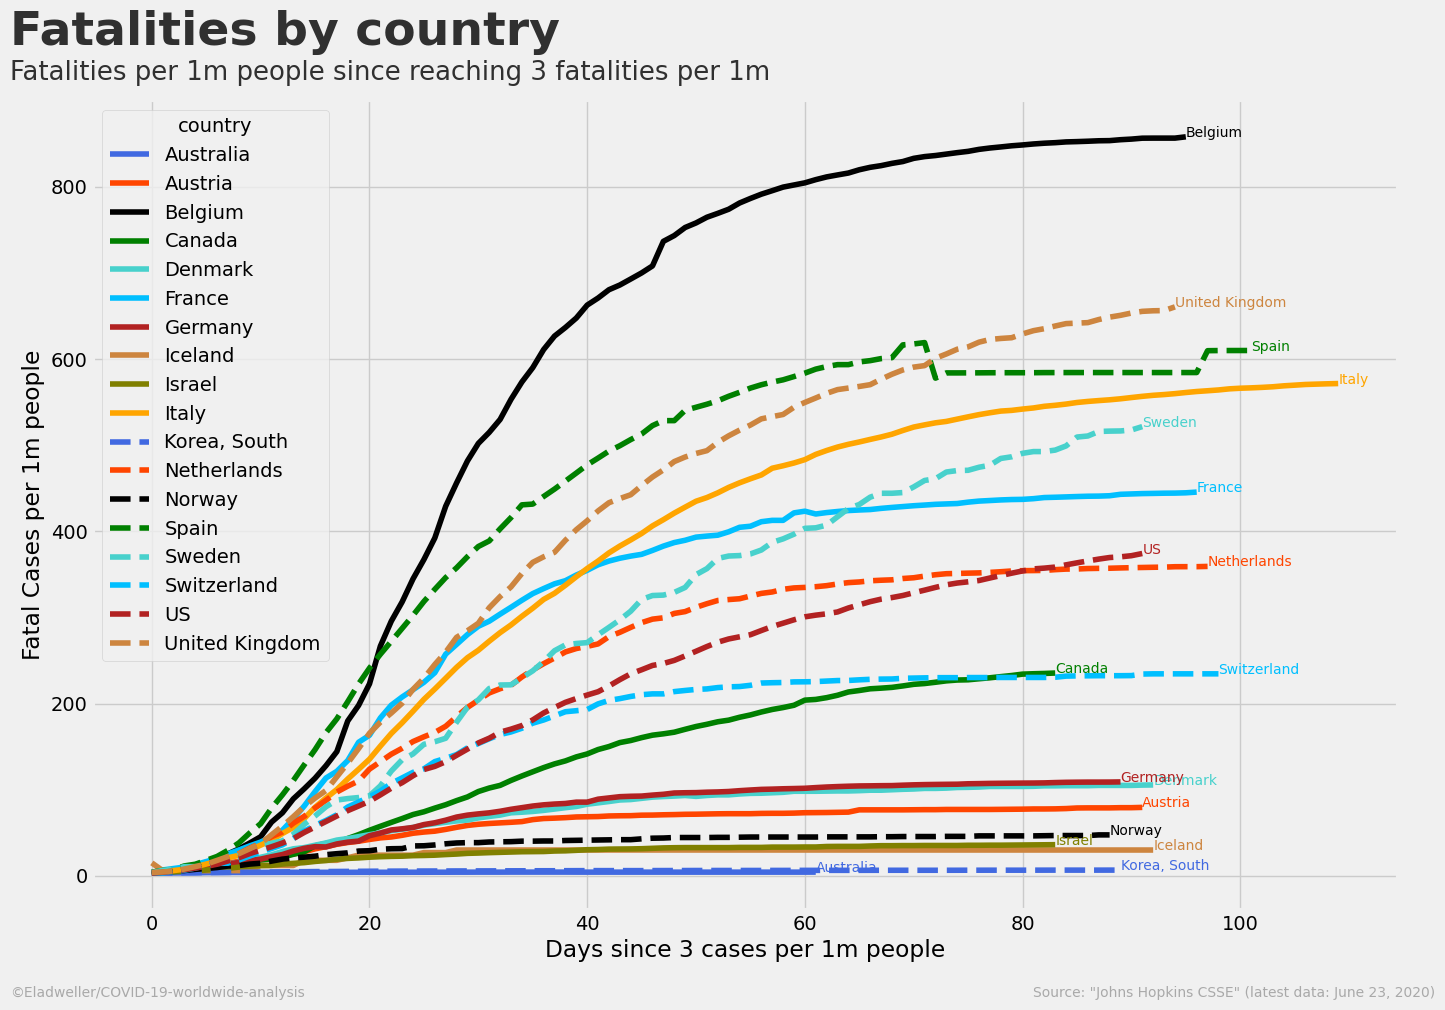 Fatalities by country
Fatalities per 1m people since reaching 3 fatalities per 1m
country
Australia
Austria
Belgium
Canada
Denmark
France
Germany
Iceland
Israel
Italy
Korea, South
Netherlands
Norway
Spain
Sweden
Switzerland
US
United Kingdom
Fatal Cases per 1m people
800
600
400
200
0
Belgium
United Kingdom
Spain
Italy
Sweden
France
US
Netherlands
Canada
Switzerland
Germany
Denmark
Austria
Norway
Israel
Iceland
Australia
Korea, South
0 20 40 60 80 100
Days since 3 cases per 1m people
©Eladweller/COVID-19-worldwide-analysis
Source: "Johns Hopkins CSSE" (latest data: June 23, 2020)